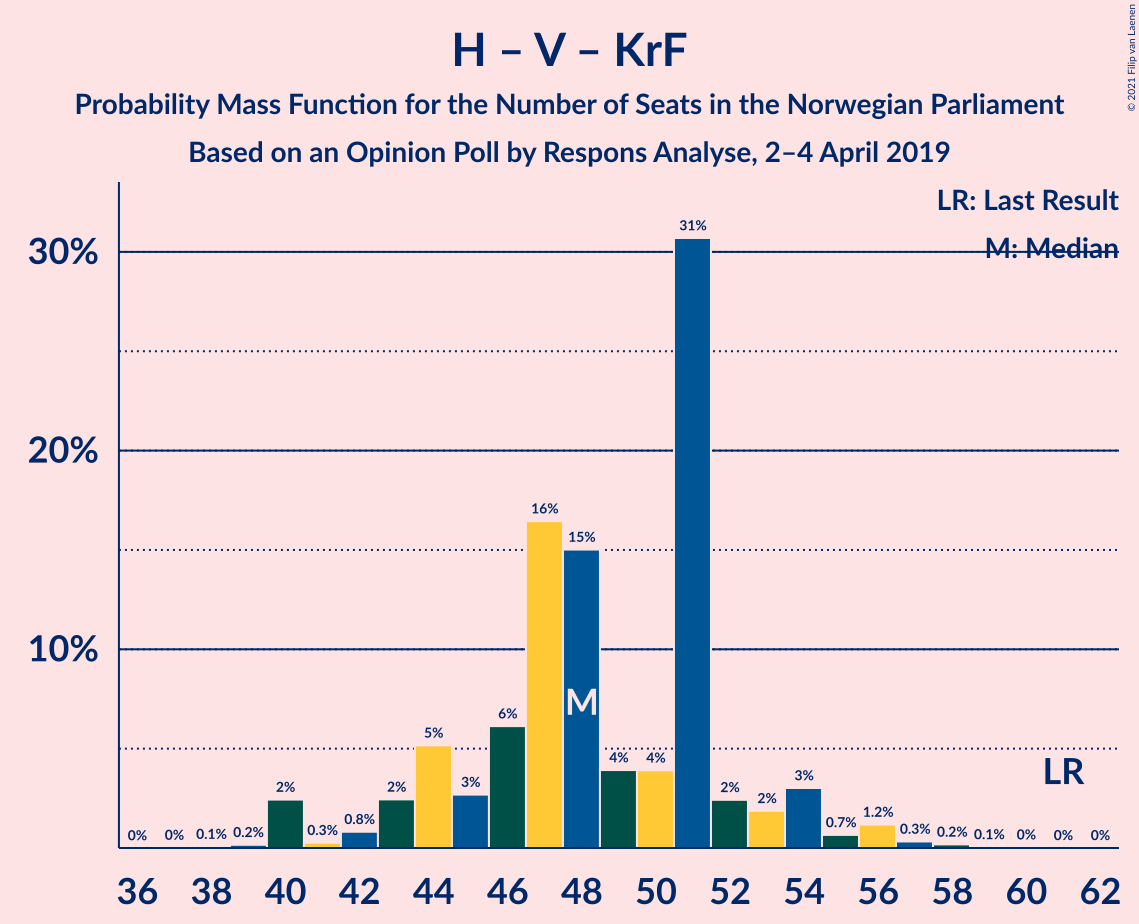 H – V – KrF
Probability Mass Function for the Number of Seats in the Norwegian Parliament
Based on an Opinion Poll by Respons Analyse, 2–4 April 2019
© 2021 Filip van Laenen
LR: Last Result
M: Median
30%
20%
10%
0% 0% 0.1% 0.2% 2% 0.3% 0.8% 2% 5% 3% 6% 16% 15% 4% 4% 31% 2% 2% 3% 0.7% 1.2% 0.3% 0.2% 0.1% 0% 0% 0%
M
LR
36 38 40 42 44 46 48 50 52 54 56 58 60 62